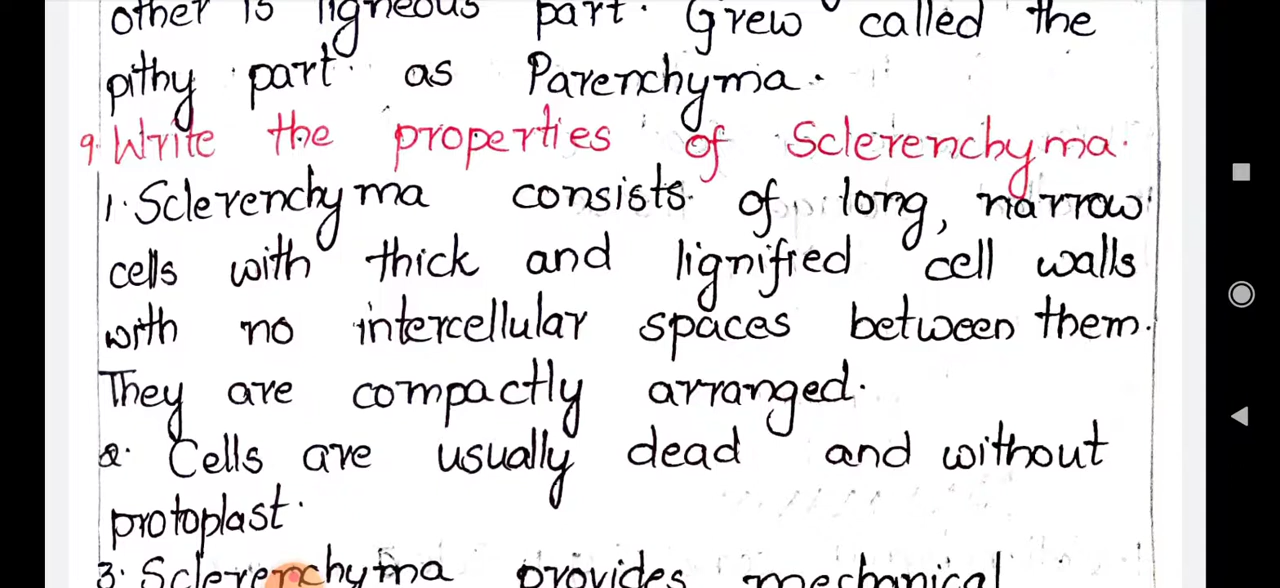 other is ligneous part. Grew called the
pithy part as Parenchyma.
9. Write the properties of Sclerenchyma.
1. Sclerenchyma consists of long, narrow
cells with thick and lignified cell walls
with no intercellular spaces between them.
They are compactly arranged.
2. Cells are usually dead and without
protoplast.
3. Sclerenchyma provides mechanical